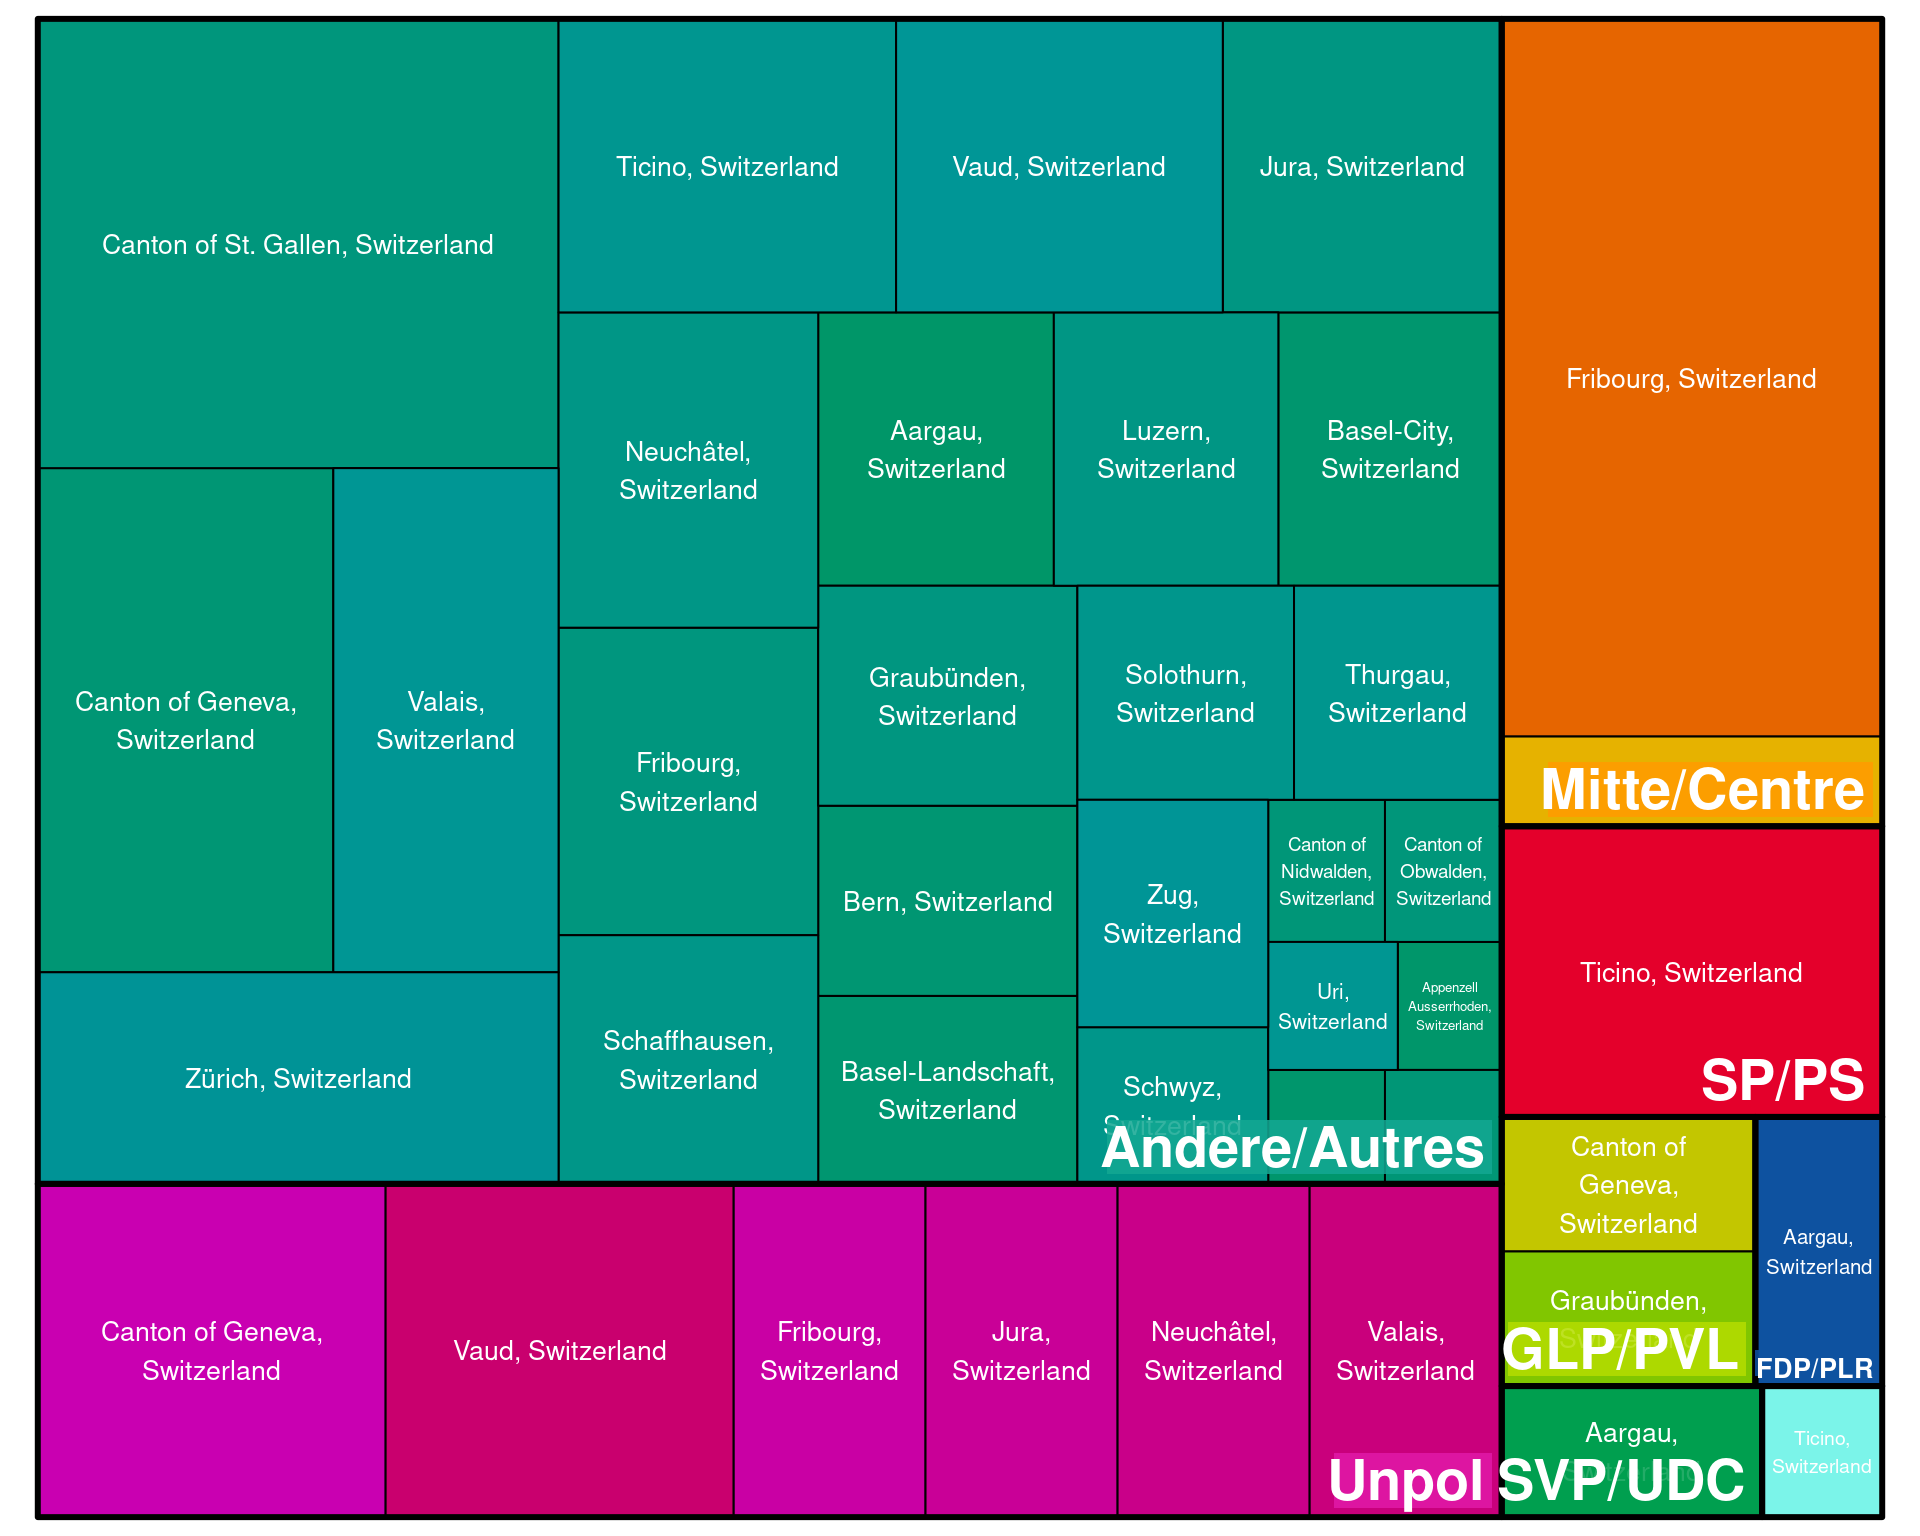 Canton of St. Gallen, Switzerland
Ticino, Switzerland
Vaud, Switzerland
Jura, Switzerland
Neuchâtel,
Switzerland
Aargau,
Switzerland
Luzern,
Switzerland
Basel-City,
Switzerland
Canton of Geneva,
Switzerland
Valais,
Switzerland
Fribourg,
Switzerland
Graubünden,
Switzerland
Solothurn,
Switzerland
Thurgau,
Switzerland
Bern, Switzerland
Zug,
Switzerland
Canton of
Nidwalden,
Switzerland
Canton of
Obwalden,
Switzerland
Uri,
Switzerland
Appenzell
Ausserrhoden,
Switzerland
Zürich, Switzerland
Schaffhausen,
Switzerland
Basel-Landschaft,
Switzerland
Schwyz,
Switzerland
Andere/Autres
Canton of Geneva,
Switzerland
Vaud, Switzerland
Fribourg,
Switzerland
Jura,
Switzerland
Neuchâtel,
Switzerland
Valais,
Switzerland
Unpol
Fribourg, Switzerland
Mitte/Centre
Ticino, Switzerland
SP/PS
Canton of
Geneva,
Switzerland
Graubünden,
Switzerland
GLP/PVL
Aargau,
Switzerland
FDP/PLR
Aargau,
Switzerland
SVP/UDC
Ticino,
Switzerland